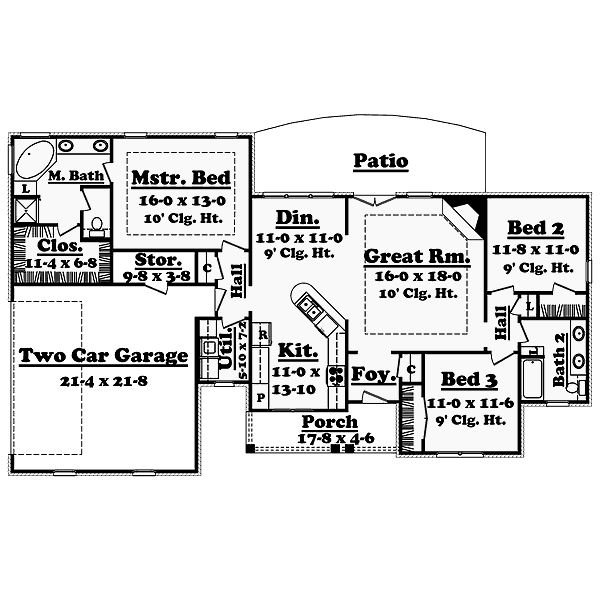 Patio
M. Bath
L
Mstr. Bed
16-0 x 13-0
10' Clg. Ht.
Clos.
11-4 x 6-8
Stor.
9-8 x 3-8
C
Hall
Din.
11-0 x 11-0
9' Clg. Ht.
Great Rm.
16-0 x 18-0
10' Clg. Ht.
Bed 2
11-8 x 11-0
9' Clg. Ht.
L
Hall
Two Car Garage
21-4 x 21-8
Util.
5-10 x 7-2
R
P
Kit.
11-0 x
13-10
Foy.
C
Bed 3
11-0 x 11-6
9' Clg. Ht.
Bath 2
Porch
17-8 x 4-6